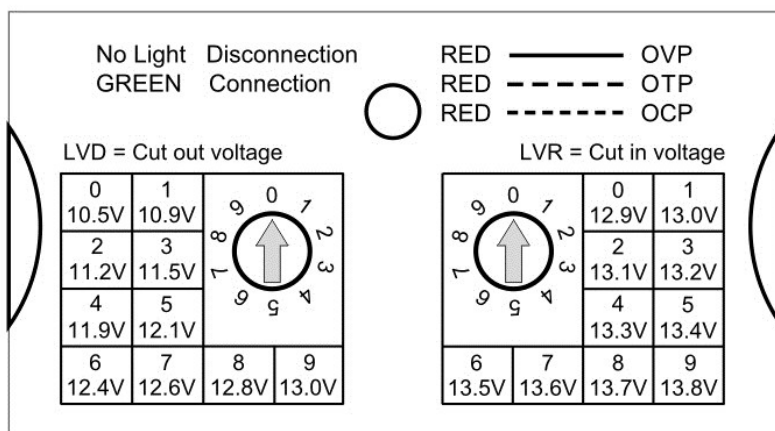 No Light Disconnection
GREEN Connection
RED OVP
RED OTP
RED OCP
LVD = Cut out voltage
0 10.5V
1 10.9V
2 11.2V
3 11.5V
4 11.9V
5 12.1V
6 12.4V
7 12.6V
8 12.8V
9 13.0V
0 1 2 3 4 5 6 7 8 9
LVR = Cut in voltage
0 1 2 3 4 5 6 7 8 9
0 12.9V
1 13.0V
2 13.1V
3 13.2V
4 13.3V
5 13.4V
6 13.5V
7 13.6V
8 13.7V
9 13.8V